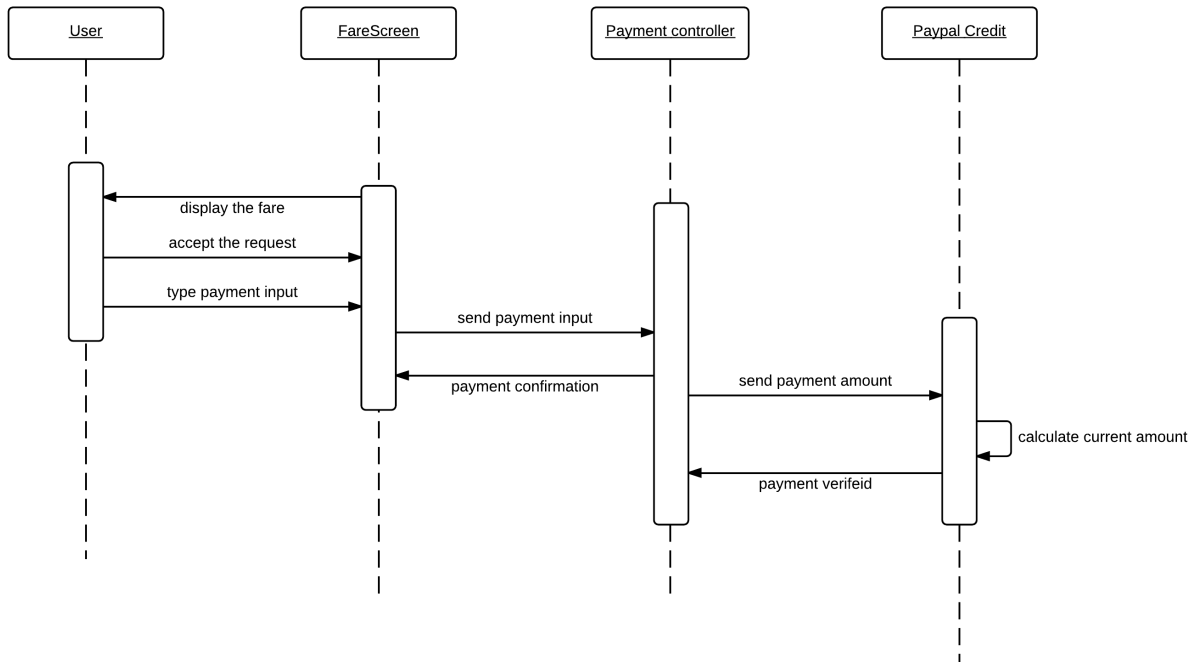 User
FareScreen
Payment controller
Paypal Credit
display the fare
accept the request
type payment input
send payment input
payment confirmation
send payment amount
calculate current amount
payment verifeid